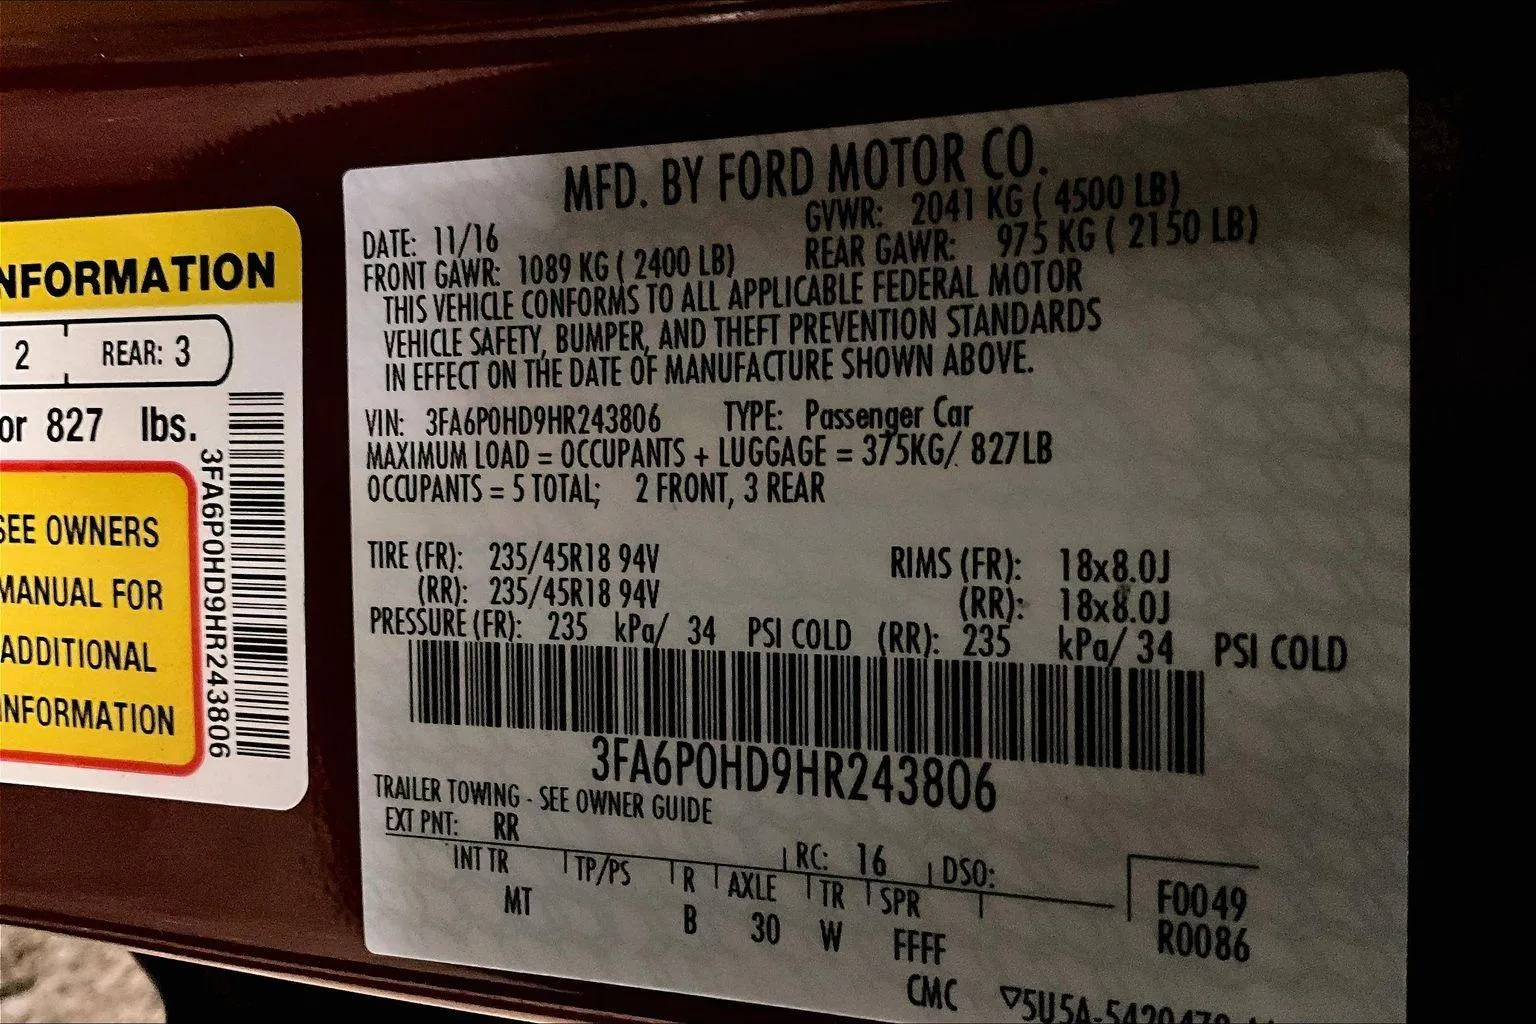 NFORMATION
2 REAR: 3
or 827 lbs.
SEE OWNERS
MANUAL FOR
ADDITIONAL
INFORMATION
3FA6P0HD9HR243806
MFD. BY FORD MOTOR CO.
DATE: 11/16 GVWR: 2041 KG ( 4500 LB)
FRONT GAWR: 1089 KG ( 2400 LB) REAR GAWR: 975 KG ( 2150 LB)
THIS VEHICLE CONFORMS TO ALL APPLICABLE FEDERAL MOTOR
VEHICLE SAFETY, BUMPER, AND THEFT PREVENTION STANDARDS
IN EFFECT ON THE DATE OF MANUFACTURE SHOWN ABOVE.
VIN: 3FA6P0HD9HR243806 TYPE: Passenger Car
MAXIMUM LOAD = OCCUPANTS + LUGGAGE = 375KG/ 827LB
OCCUPANTS = 5 TOTAL; 2 FRONT, 3 REAR
TIRE (FR): 235/45R18 94V RIMS (FR): 18x8.0J
(RR): 235/45R18 94V (RR): 18x8.0J
PRESSURE (FR): 235 kPa/ 34 PSI COLD (RR): 235 kPa/ 34 PSI COLD
3FA6P0HD9HR243806
TRAILER TOWING - SEE OWNER GUIDE
EXT PNT: RR RC: 16 DSO:
INT TR TP/PS R AXLE TR SPR F0049
MT B 30 W FFFF R0086
CMC